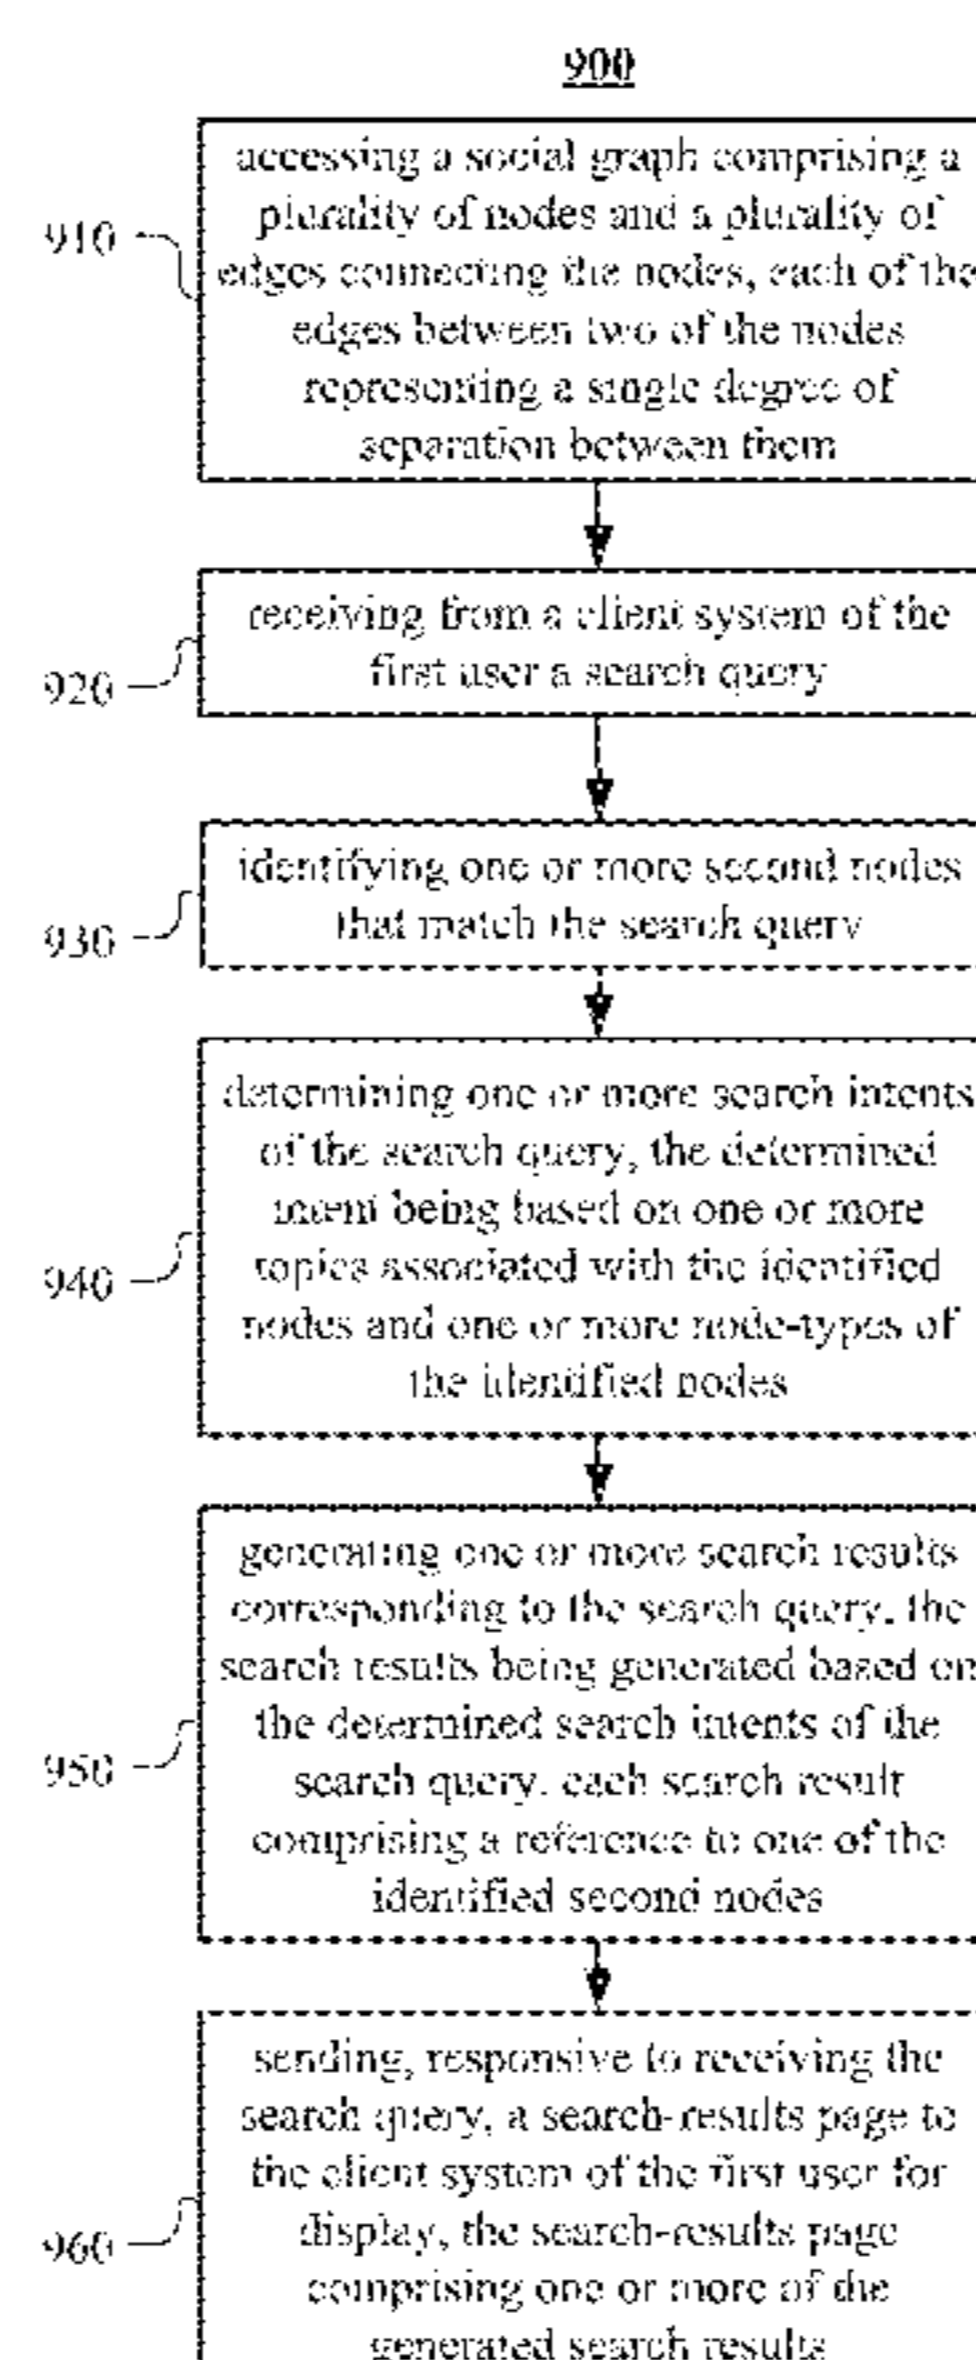 900
accessing a social graph comprising a
plurality of nodes and a plurality of
edges connecting the nodes, each of the
edges between two of the nodes
representing a single degree of
separation between them
910
receiving from a client system of the
first user a search query
920
identifying one or more second nodes
that match the search query
930
determining one or more search intents
of the search query, the determined
intent being based on one or more
topics associated with the identified
nodes and one or more node-types of
the identified nodes
940
generating one or more search results
corresponding to the search query, the
search results being generated based on
the determined search intents of the
search query, each search result
comprising a reference to one of the
identified second nodes
950
sending, responsive to receiving the
search query, a search-results page to
the client system of the first user for
display, the search-results page
comprising one or more of the
generated search results
960